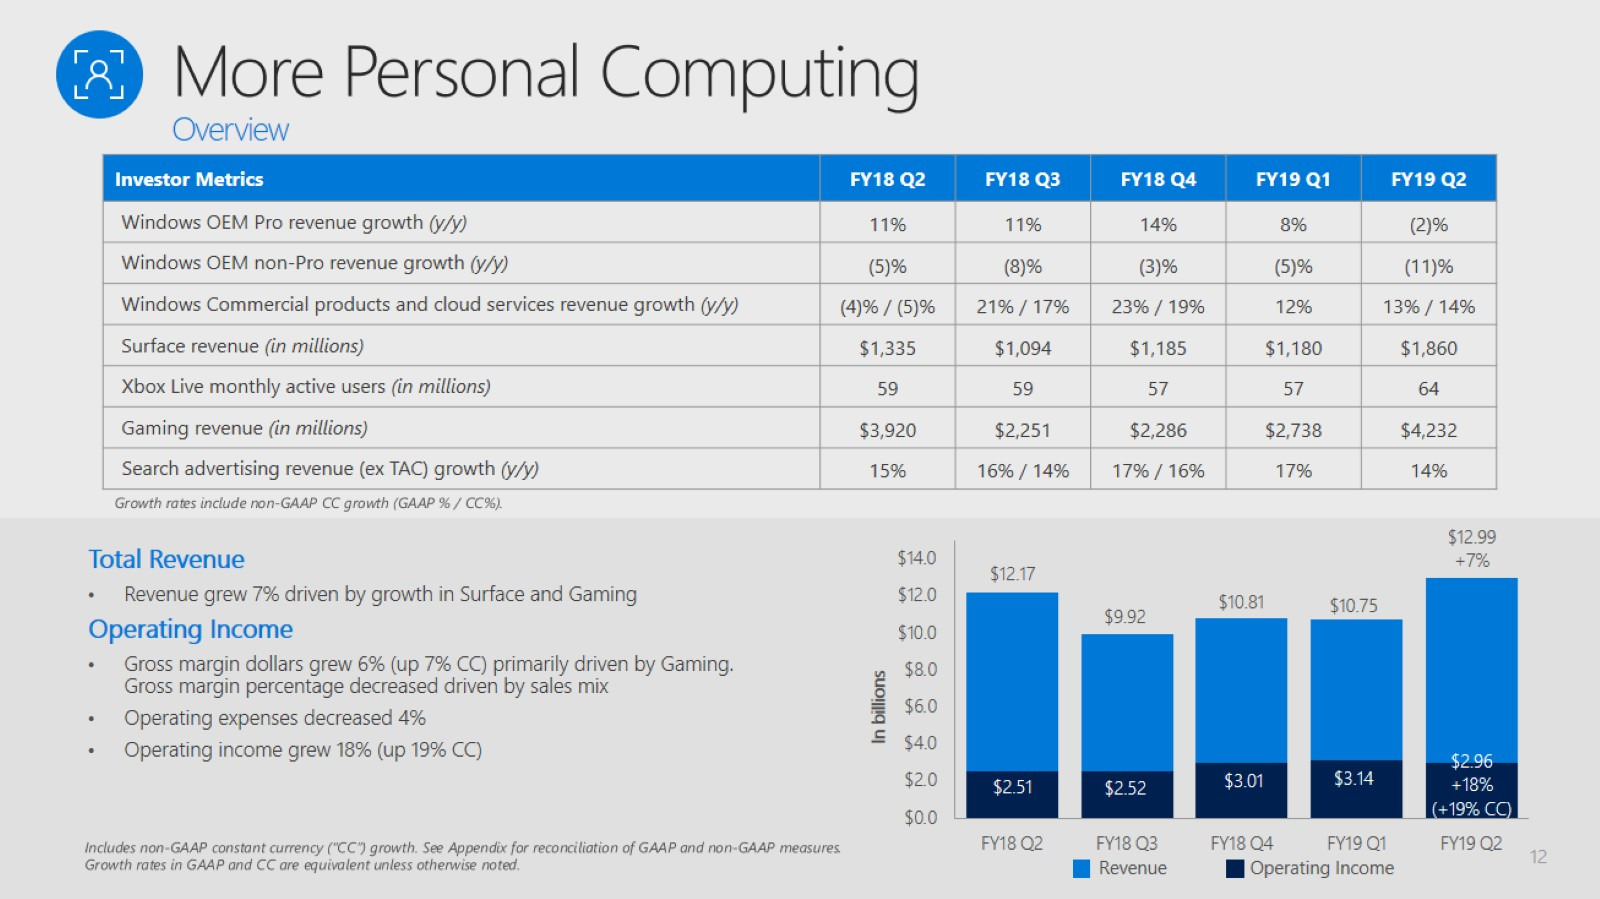 More Personal Computing
Overview
Investor Metrics FY18 Q2 FY18 Q3 FY18 Q4 FY19 Q1 FY19 Q2
Windows OEM Pro revenue growth (y/y) 11% 11% 14% 8% (2)%
Windows OEM non-Pro revenue growth (y/y) (5)% (8)% (3)% (5)% (11)%
Windows Commercial products and cloud services revenue growth (y/y) (4)% / (5)% 21% / 17% 23% / 19% 12% 13% / 14%
Surface revenue (in millions) $1,335 $1,094 $1,185 $1,180 $1,860
Xbox Live monthly active users (in millions) 59 59 57 57 64
Gaming revenue (in millions) $3,920 $2,251 $2,286 $2,738 $4,232
Search advertising revenue (ex TAC) growth (y/y) 15% 16% / 14% 17% / 16% 17% 14%
Growth rates include non-GAAP CC growth (GAAP % / CC%).
Total Revenue
• Revenue grew 7% driven by growth in Surface and Gaming
Operating Income
• Gross margin dollars grew 6% (up 7% CC) primarily driven by Gaming.
Gross margin percentage decreased driven by sales mix
• Operating expenses decreased 4%
• Operating income grew 18% (up 19% CC)
Includes non-GAAP constant currency ("CC") growth. See Appendix for reconciliation of GAAP and non-GAAP measures.
Growth rates in GAAP and CC are equivalent unless otherwise noted.
In billions
$14.0
$12.0
$10.0
$8.0
$6.0
$4.0
$2.0
$0.0
$12.17
$9.92
$10.81
$10.75
$12.99
+7%
$2.51
$2.52
$3.01
$3.14
$2.96
+18%
(+19% CC)
FY18 Q2 FY18 Q3 FY18 Q4 FY19 Q1 FY19 Q2
Revenue Operating Income
12